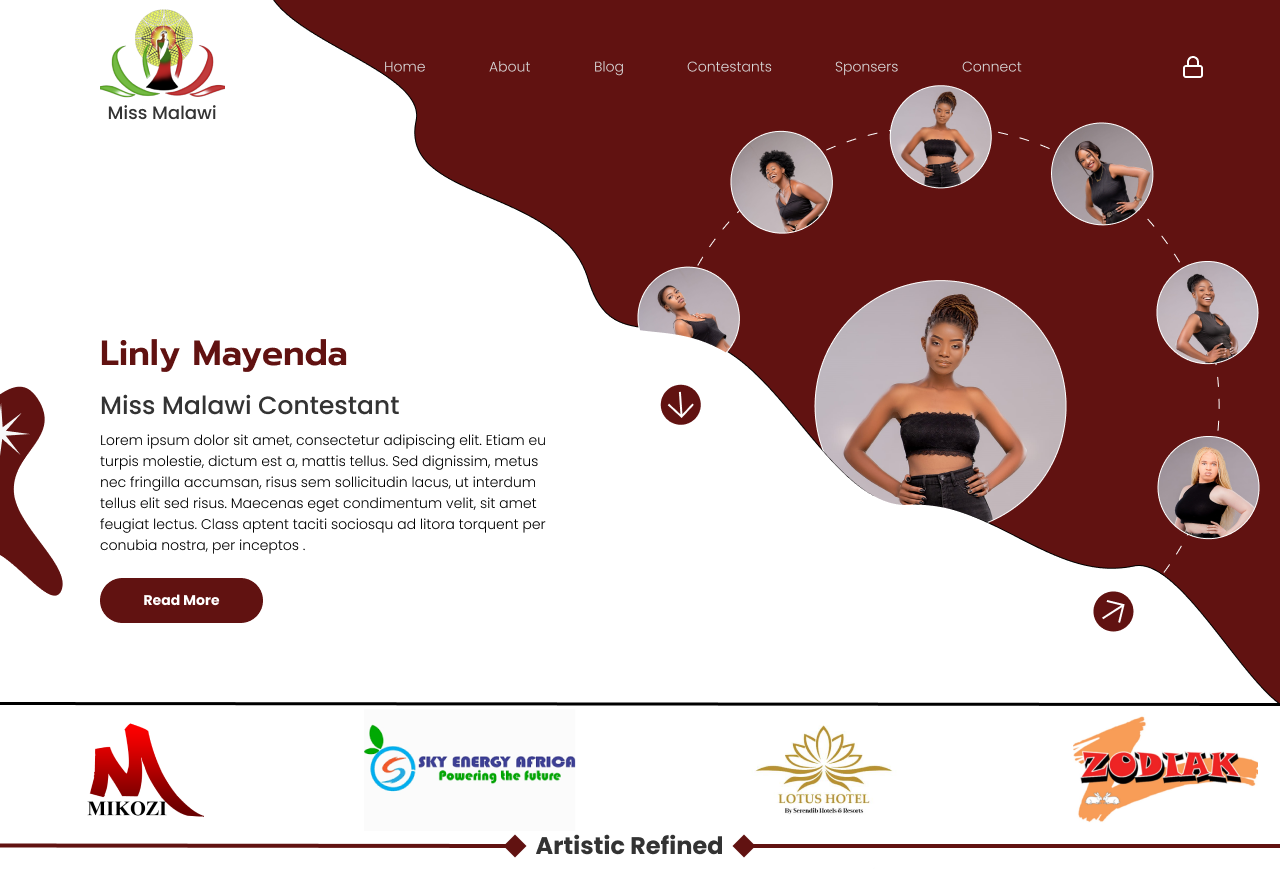 Home About Blog Contestants Sponsers Connect
Miss Malawi
Linly Mayenda
Miss Malawi Contestant
Lorem ipsum dolor sit amet, consectetur adipiscing elit. Etiam eu
turpis molestie, dictum est a, mattis tellus. Sed dignissim, metus
nec fringilla accumsan, risus sem sollicitudin lacus, ut interdum
tellus elit sed risus. Maecenas eget condimentum velit, sit amet
feugiat lectus. Class aptent taciti sociosqu ad litora torquent per
conubia nostra, per inceptos .
Read More
MIKOZI
SKY ENERGY AFRICA
Powering the future
LOTUS HOTEL
By Serendib Hotels & Resorts
ZODIAK
Artistic Refined